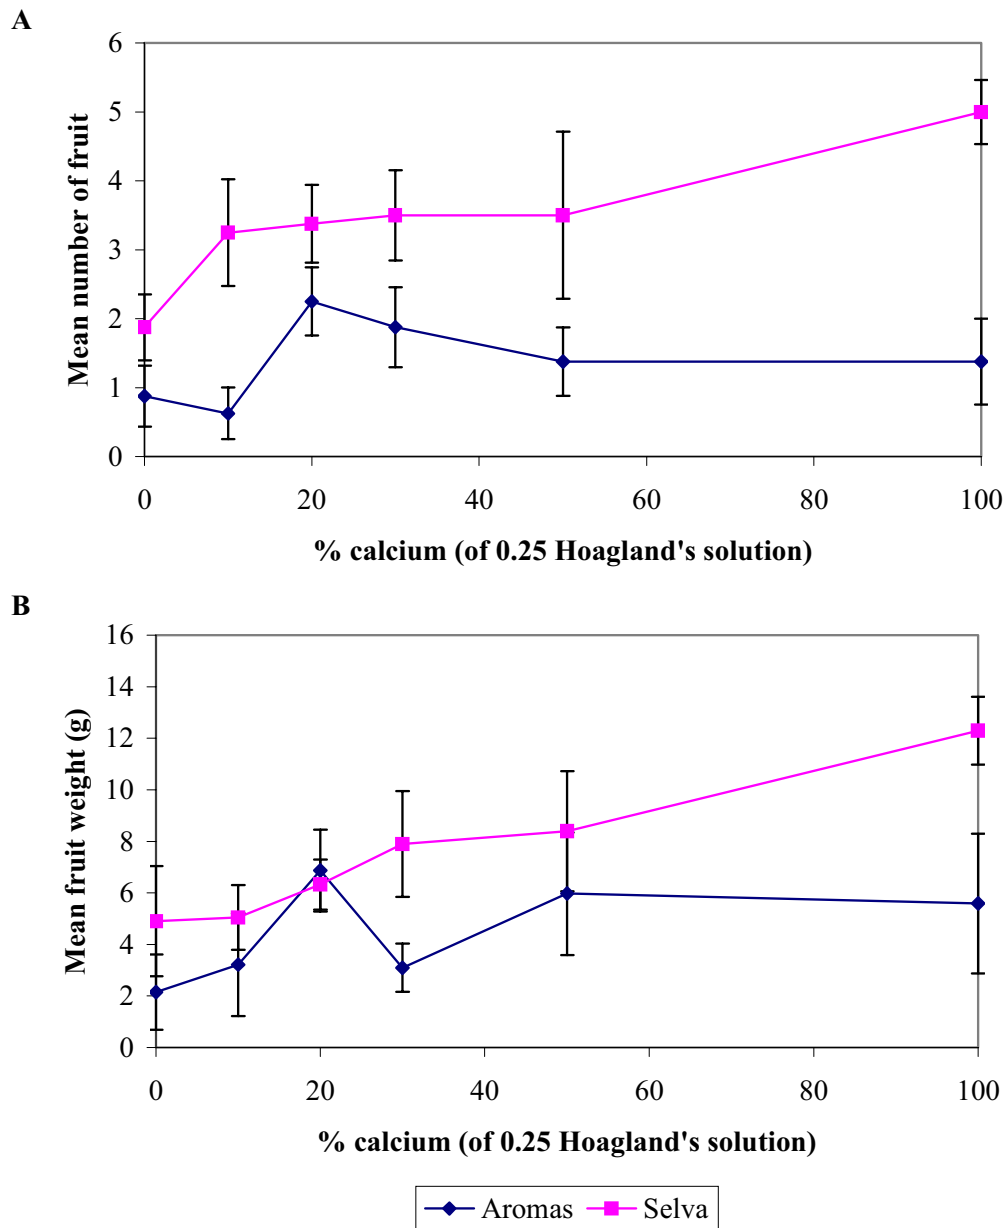 A
6
5
4
3
2
1
0
Mean number of fruit
0 20 40 60 80 100
% calcium (of 0.25 Hoagland's solution)
B
16
14
12
10
8
6
4
2
0
Mean fruit weight (g)
0 20 40 60 80 100
% calcium (of 0.25 Hoagland's solution)
Aromas Selva